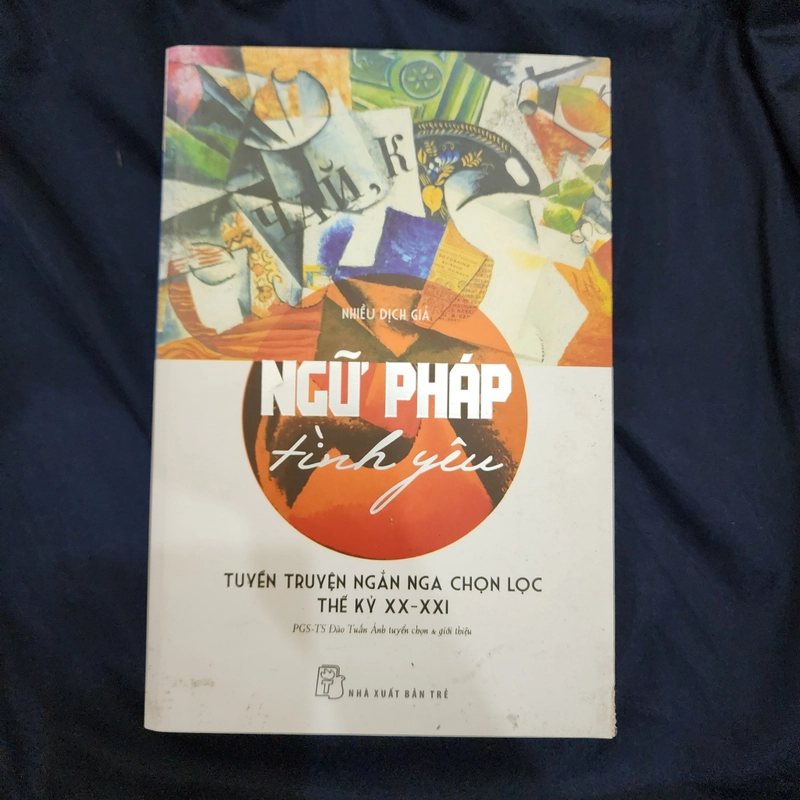 ЧАЙ, К
NHIỀU DỊCH GIẢ
NGỮ PHÁP
tình yêu
TUYỂN TRUYỆN NGẮN NGA CHỌN LỌC
THẾ KỶ XX-XXI
PGS-TS Đào Tuấn Ảnh tuyển chọn & giới thiệu
NHÀ XUẤT BẢN TRẺ